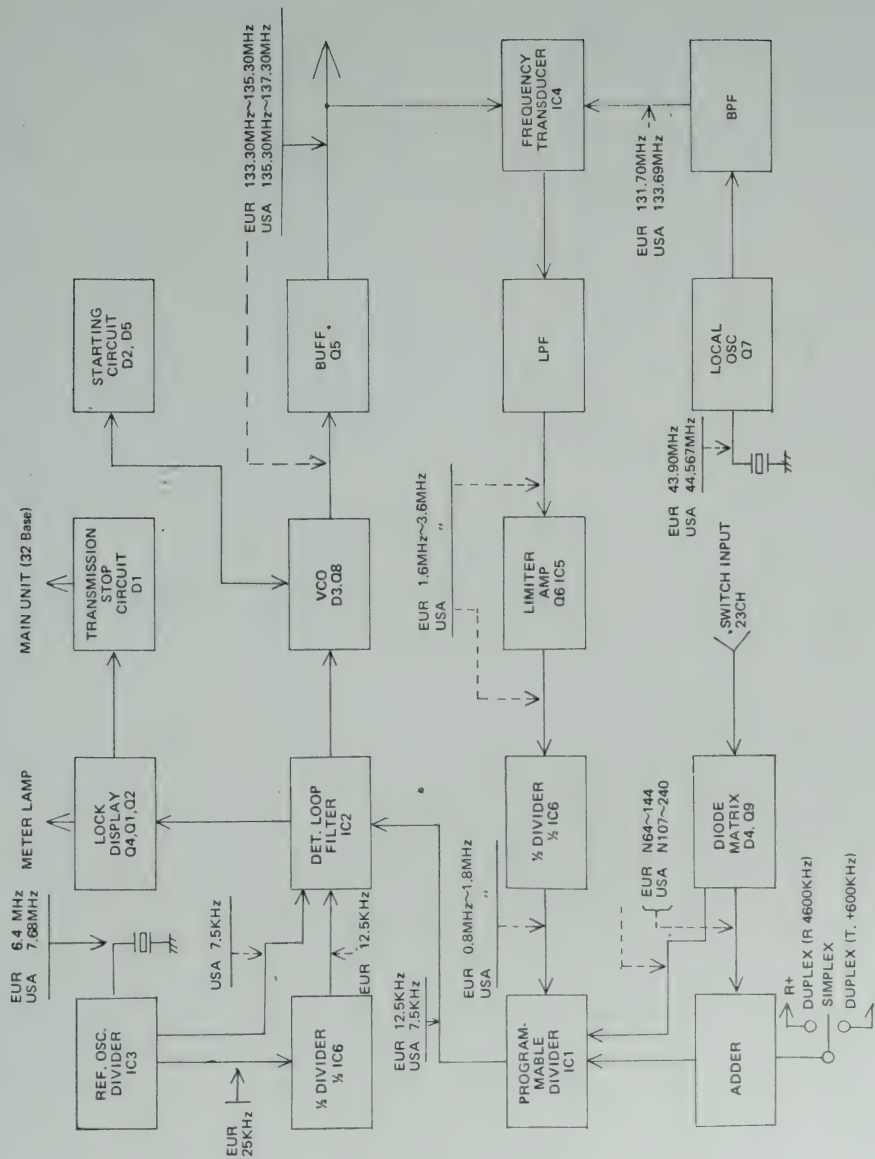 EUR 6.4 MHz
USA 7.68MHz
METER LAMP
MAIN UNIT (32 Base)
REF. OSC.
DIVIDER
IC3
LOCK
DISPLAY
Q4,Q1,Q2
TRANSMISSION
STOP
CIRCUIT
D1
STARTING
CIRCUIT
D2, D5
EUR 133.30MHz~135.30MHz
USA 135.30MHz~137.30MHz
EUR
25KHz
USA 7.5KHz
½ DIVIDER
½ IC6
EUR 12.5KHz
DET. LOOP
FILTER
IC2
VCO
D3.Q8
BUFF.
Q5
EUR 12.5KHz
USA 7.5KHz
EUR 0.8MHz~1.8MHz
USA "
EUR 1.6MHz~3.6MHz
USA "
PROGRAM-
MABLE
DIVIDER
IC1
½ DIVIDER
½ IC6
LIMITER
AMP
Q6 IC5
LPF
FREQUENCY
TRANSDUCER
IC4
EUR N64~144
USA N107~240
.SWITCH INPUT
23CH
EUR 43.90MHz
USA 44.567MHz
EUR 131.70MHz
USA 133.69MHz
ADDER
DIODE
MATRIX
D4. Q9
LOCAL
OSC
Q7
BPF
R+
DUPLEX (R 4600KHz)
SIMPLEX
DUPLEX (T. +600KHz)